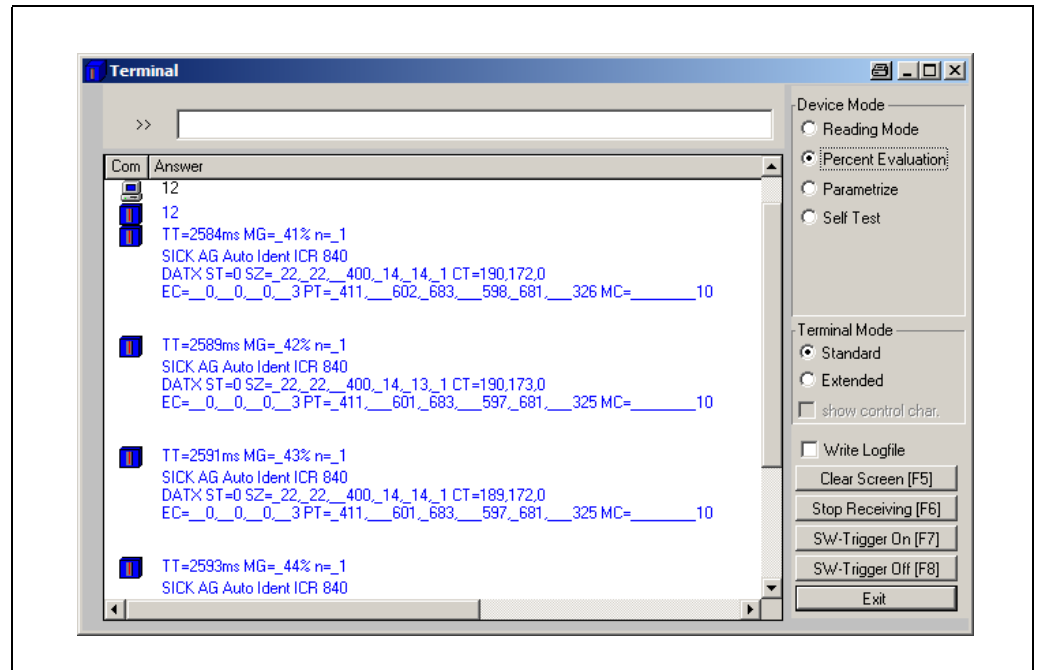 Terminal
>>
Com Answer
12
12
TT=2584ms MG=_41% n=_1
SICK AG Auto Ident ICR 840
DATX ST=0 SZ=_22,_22,__400,_14,_14,_1 CT=190,172,0
EC=__0,__0,__0,__3 PT=_411,___602,_683,___598,_681,___326 MC=________10
TT=2589ms MG=_42% n=_1
SICK AG Auto Ident ICR 840
DATX ST=0 SZ=_22,_22,__400,_14,_13,_1 CT=190,173,0
EC=__0,__0,__0,__3 PT=_411,___601,_683,___597,_681,___325 MC=________10
TT=2591ms MG=_43% n=_1
SICK AG Auto Ident ICR 840
DATX ST=0 SZ=_22,_22,__400,_14,_14,_1 CT=189,172,0
EC=__0,__0,__0,__3 PT=_411,___601,_683,___597,_681,___325 MC=________10
TT=2593ms MG=_44% n=_1
SICK AG Auto Ident ICR 840
Device Mode
Reading Mode
Percent Evaluation
Parametrize
Self Test
Terminal Mode
Standard
Extended
show control char.
Write Logfile
Clear Screen [F5]
Stop Receiving [F6]
SW-Trigger On [F7]
SW-Trigger Off [F8]
Exit